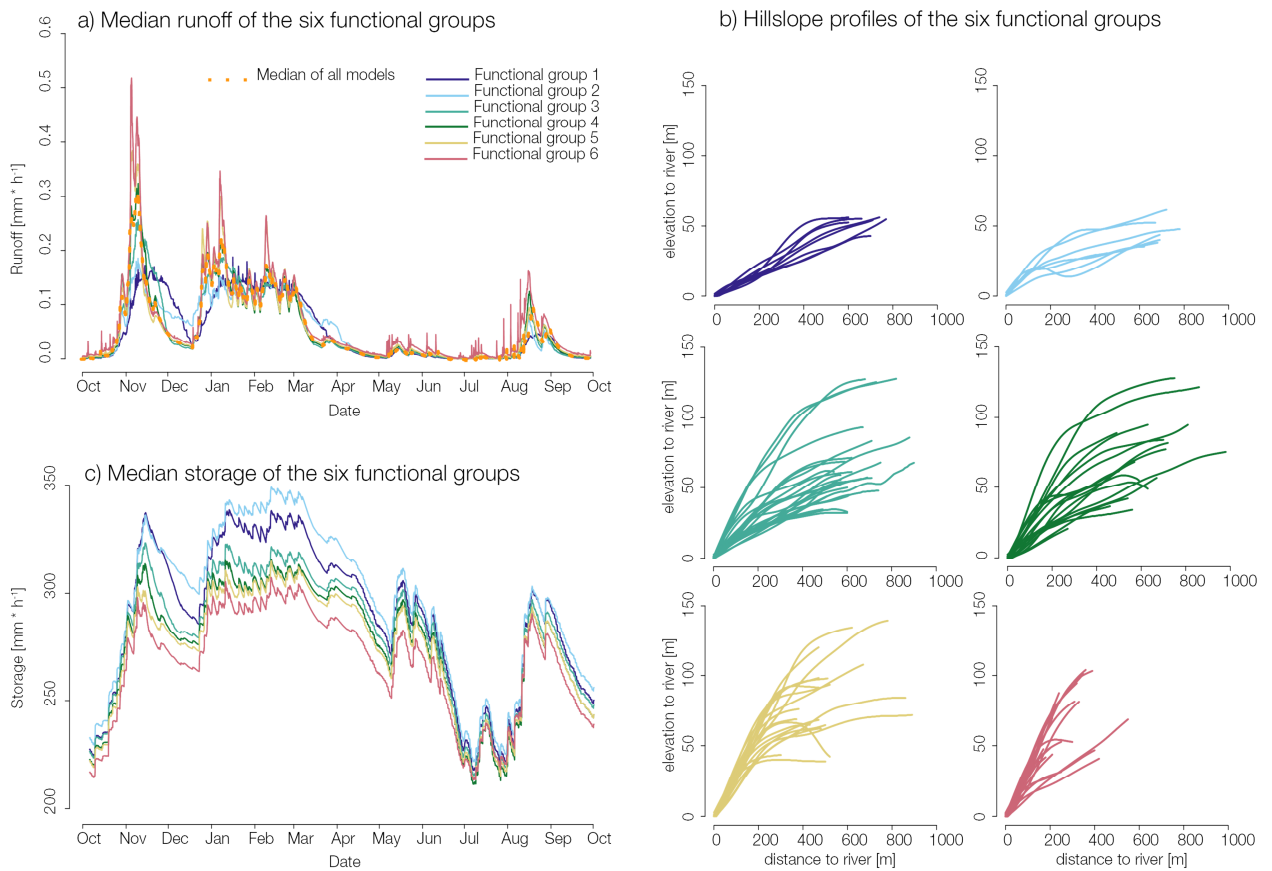 a) Median runoff of the six functional groups
0.6
0.5
0.4
0.3
0.2
0.1
0.0
Runoff [mm * h⁻¹]
Median of all models
Functional group 1
Functional group 2
Functional group 3
Functional group 4
Functional group 5
Functional group 6
Oct Nov Dec Jan Feb Mar Apr May Jun Jul Aug Sep Oct
Date
c) Median storage of the six functional groups
350
300
250
200
Storage [mm * h⁻¹]
Oct Nov Dec Jan Feb Mar Apr May Jun Jul Aug Sep Oct
Date
b) Hillslope profiles of the six functional groups
150
100
50
0
elevation to river [m]
0 200 400 600 800 1000
150
100
50
0
0 200 400 600 800 1000
150
100
50
0
elevation to river [m]
0 200 400 600 800 1000
150
100
50
0
0 200 400 600 800 1000
150
100
50
0
elevation to river [m]
0 200 400 600 800 1000
distance to river [m]
150
100
50
0
0 200 400 600 800 1000
distance to river [m]